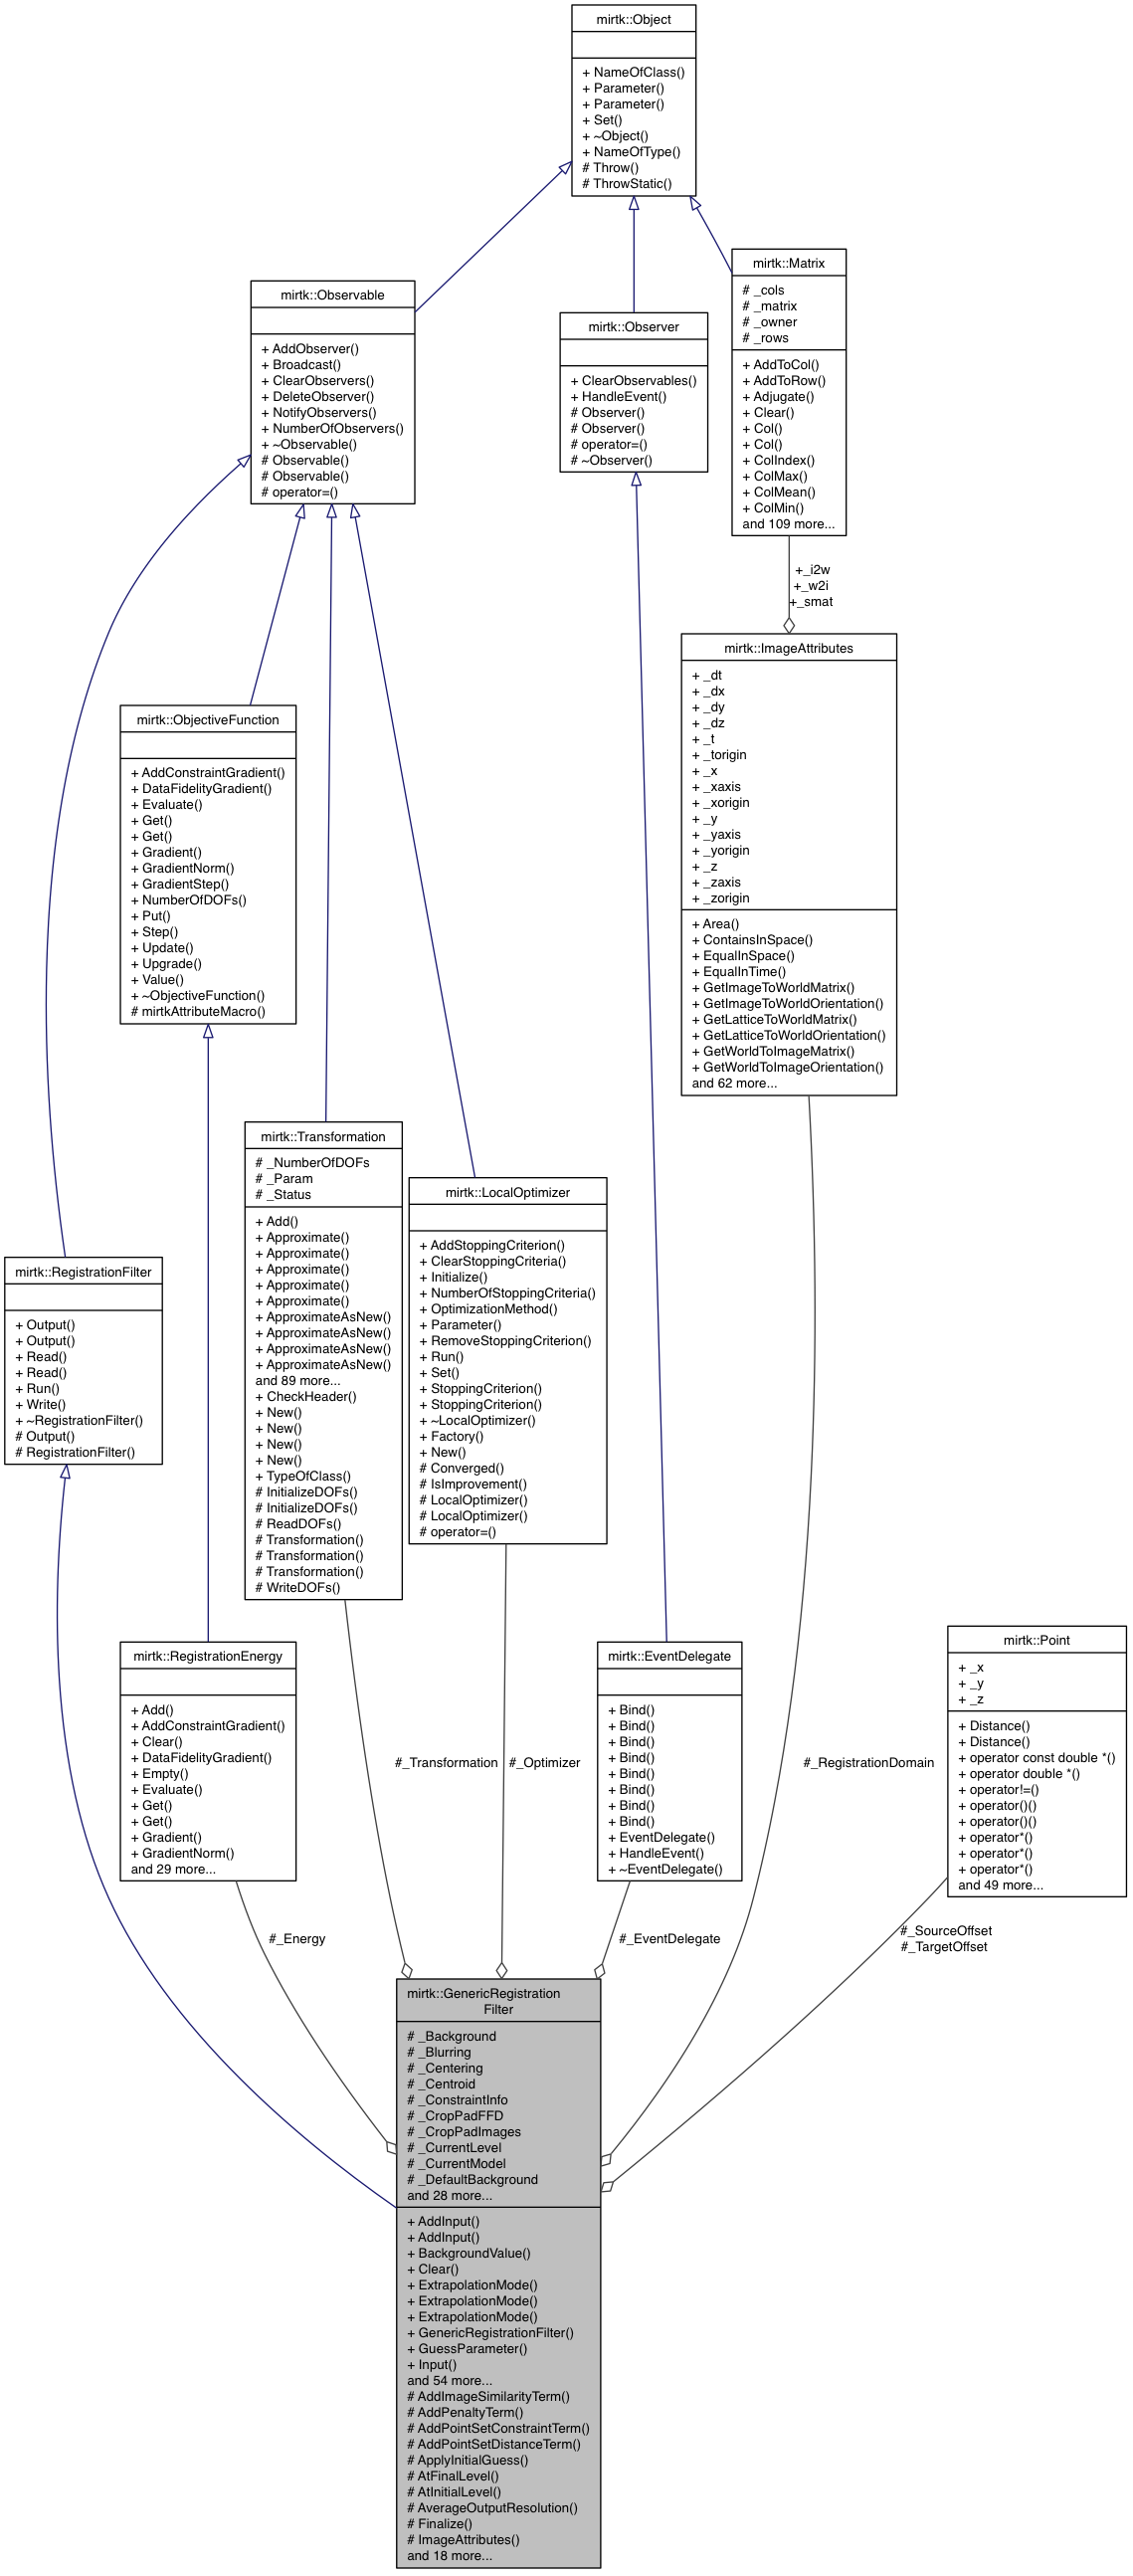 mirtk::Object
+ NameOfClass()
+ Parameter()
+ Parameter()
+ Set()
+ ~Object()
+ NameOfType()
# Throw()
# ThrowStatic()
mirtk::Matrix
# _cols
# _matrix
# _owner
# _rows
+ AddToCol()
+ AddToRow()
+ Adjugate()
+ Clear()
+ Col()
+ Col()
+ ColIndex()
+ ColMax()
+ ColMean()
+ ColMin()
and 109 more...
mirtk::Observable
+ AddObserver()
+ Broadcast()
+ ClearObservers()
+ DeleteObserver()
+ NotifyObservers()
+ NumberOfObservers()
+ ~Observable()
# Observable()
# Observable()
# operator=()
mirtk::Observer
+ ClearObservables()
+ HandleEvent()
# Observer()
# Observer()
# operator=()
# ~Observer()
+_i2w
+_w2i
+_smat
mirtk::ImageAttributes
+ _dt
+ _dx
+ _dy
+ _dz
+ _t
+ _torigin
+ _x
+ _xaxis
+ _xorigin
+ _y
+ _yaxis
+ _yorigin
+ _z
+ _zaxis
+ _zorigin
+ Area()
+ ContainsInSpace()
+ EqualInSpace()
+ EqualInTime()
+ GetImageToWorldMatrix()
+ GetImageToWorldOrientation()
+ GetLatticeToWorldMatrix()
+ GetLatticeToWorldOrientation()
+ GetWorldToImageMatrix()
+ GetWorldToImageOrientation()
and 62 more...
mirtk::ObjectiveFunction
+ AddConstraintGradient()
+ DataFidelityGradient()
+ Evaluate()
+ Get()
+ Get()
+ Gradient()
+ GradientNorm()
+ GradientStep()
+ NumberOfDOFs()
+ Put()
+ Step()
+ Update()
+ Upgrade()
+ Value()
+ ~ObjectiveFunction()
# mirtkAttributeMacro()
mirtk::Transformation
# _NumberOfDOFs
# _Param
# _Status
+ Add()
+ Approximate()
+ Approximate()
+ Approximate()
+ Approximate()
+ Approximate()
+ ApproximateAsNew()
+ ApproximateAsNew()
+ ApproximateAsNew()
+ ApproximateAsNew()
and 89 more...
+ CheckHeader()
+ New()
+ New()
+ New()
+ New()
+ TypeOfClass()
# InitializeDOFs()
# InitializeDOFs()
# ReadDOFs()
# Transformation()
# Transformation()
# Transformation()
# WriteDOFs()
mirtk::LocalOptimizer
+ AddStoppingCriterion()
+ ClearStoppingCriteria()
+ Initialize()
+ NumberOfStoppingCriteria()
+ OptimizationMethod()
+ Parameter()
+ RemoveStoppingCriterion()
+ Run()
+ Set()
+ StoppingCriterion()
+ StoppingCriterion()
+ ~LocalOptimizer()
+ Factory()
+ New()
# Converged()
# IsImprovement()
# LocalOptimizer()
# LocalOptimizer()
# operator=()
mirtk::RegistrationFilter
+ Output()
+ Output()
+ Read()
+ Read()
+ Run()
+ Write()
+ ~RegistrationFilter()
# Output()
# RegistrationFilter()
mirtk::RegistrationEnergy
+ Add()
+ AddConstraintGradient()
+ Clear()
+ DataFidelityGradient()
+ Empty()
+ Evaluate()
+ Get()
+ Get()
+ Gradient()
+ GradientNorm()
and 29 more...
mirtk::EventDelegate
+ Bind()
+ Bind()
+ Bind()
+ Bind()
+ Bind()
+ Bind()
+ Bind()
+ Bind()
+ EventDelegate()
+ HandleEvent()
+ ~EventDelegate()
mirtk::Point
+ _x
+ _y
+ _z
+ Distance()
+ Distance()
+ operator const double *()
+ operator double *()
+ operator!=()
+ operator()()
+ operator()()
+ operator*()
+ operator*()
+ operator*()
and 49 more...
#_Transformation
#_Optimizer
#_RegistrationDomain
#_Energy
#_EventDelegate
#_SourceOffset
#_TargetOffset
mirtk::GenericRegistration
Filter
# _Background
# _Blurring
# _Centering
# _Centroid
# _ConstraintInfo
# _CropPadFFD
# _CropPadImages
# _CurrentLevel
# _CurrentModel
# _DefaultBackground
and 28 more...
+ AddInput()
+ AddInput()
+ BackgroundValue()
+ Clear()
+ ExtrapolationMode()
+ ExtrapolationMode()
+ ExtrapolationMode()
+ GenericRegistrationFilter()
+ GuessParameter()
+ Input()
and 54 more...
# AddImageSimilarityTerm()
# AddPenaltyTerm()
# AddPointSetConstraintTerm()
# AddPointSetDistanceTerm()
# ApplyInitialGuess()
# AtFinalLevel()
# AtInitialLevel()
# AverageOutputResolution()
# Finalize()
# ImageAttributes()
and 18 more...